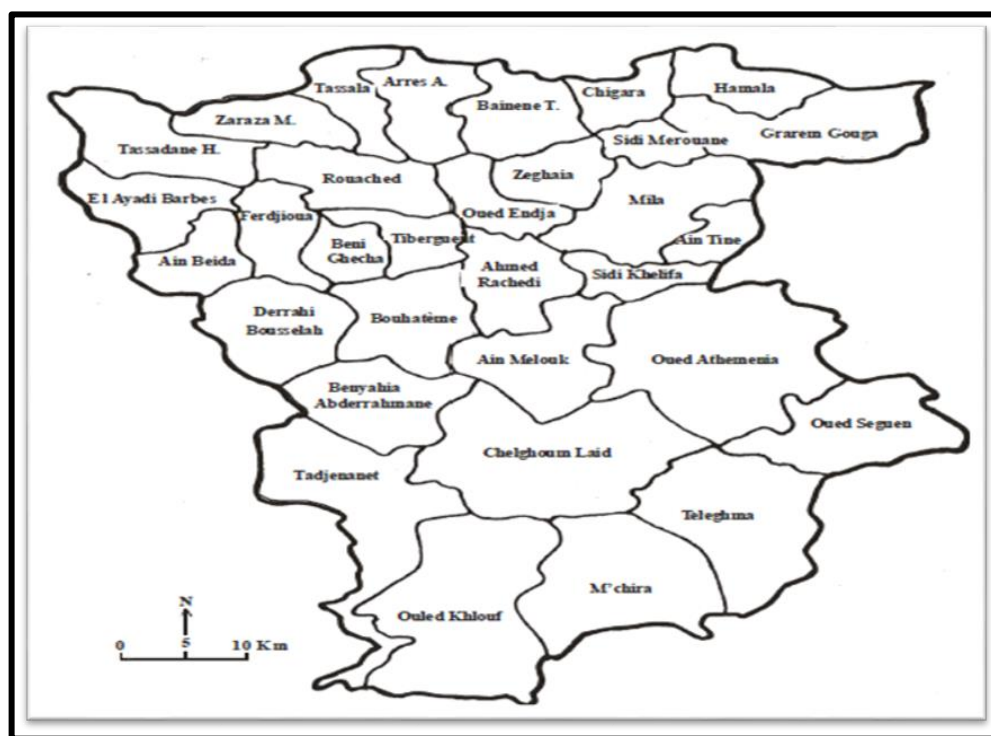 Tassala
Arres A.
Bainene T.
Chigara
Hamala
Zaraza M.
Grarem Gouga
Sidi Merouane
Tassadane H.
Rouached
Zeghaia
El Ayadi Barbes
Ferdjioua
Oued Endja
Mila
Beni
Ghecha
Tiberguent
Ain Tine
Ain Beida
Ahmed
Rachedi
Sidi Khelifa
Derrahi
Bousselah
Bouhatème
Ain Melouk
Oued Athemenia
Benyahia
Abderrahmane
Oued Seguen
Chelghoum Laid
Tadjenanet
Teleghma
M'chira
Ouled Khlouf
N
0 5 10 Km